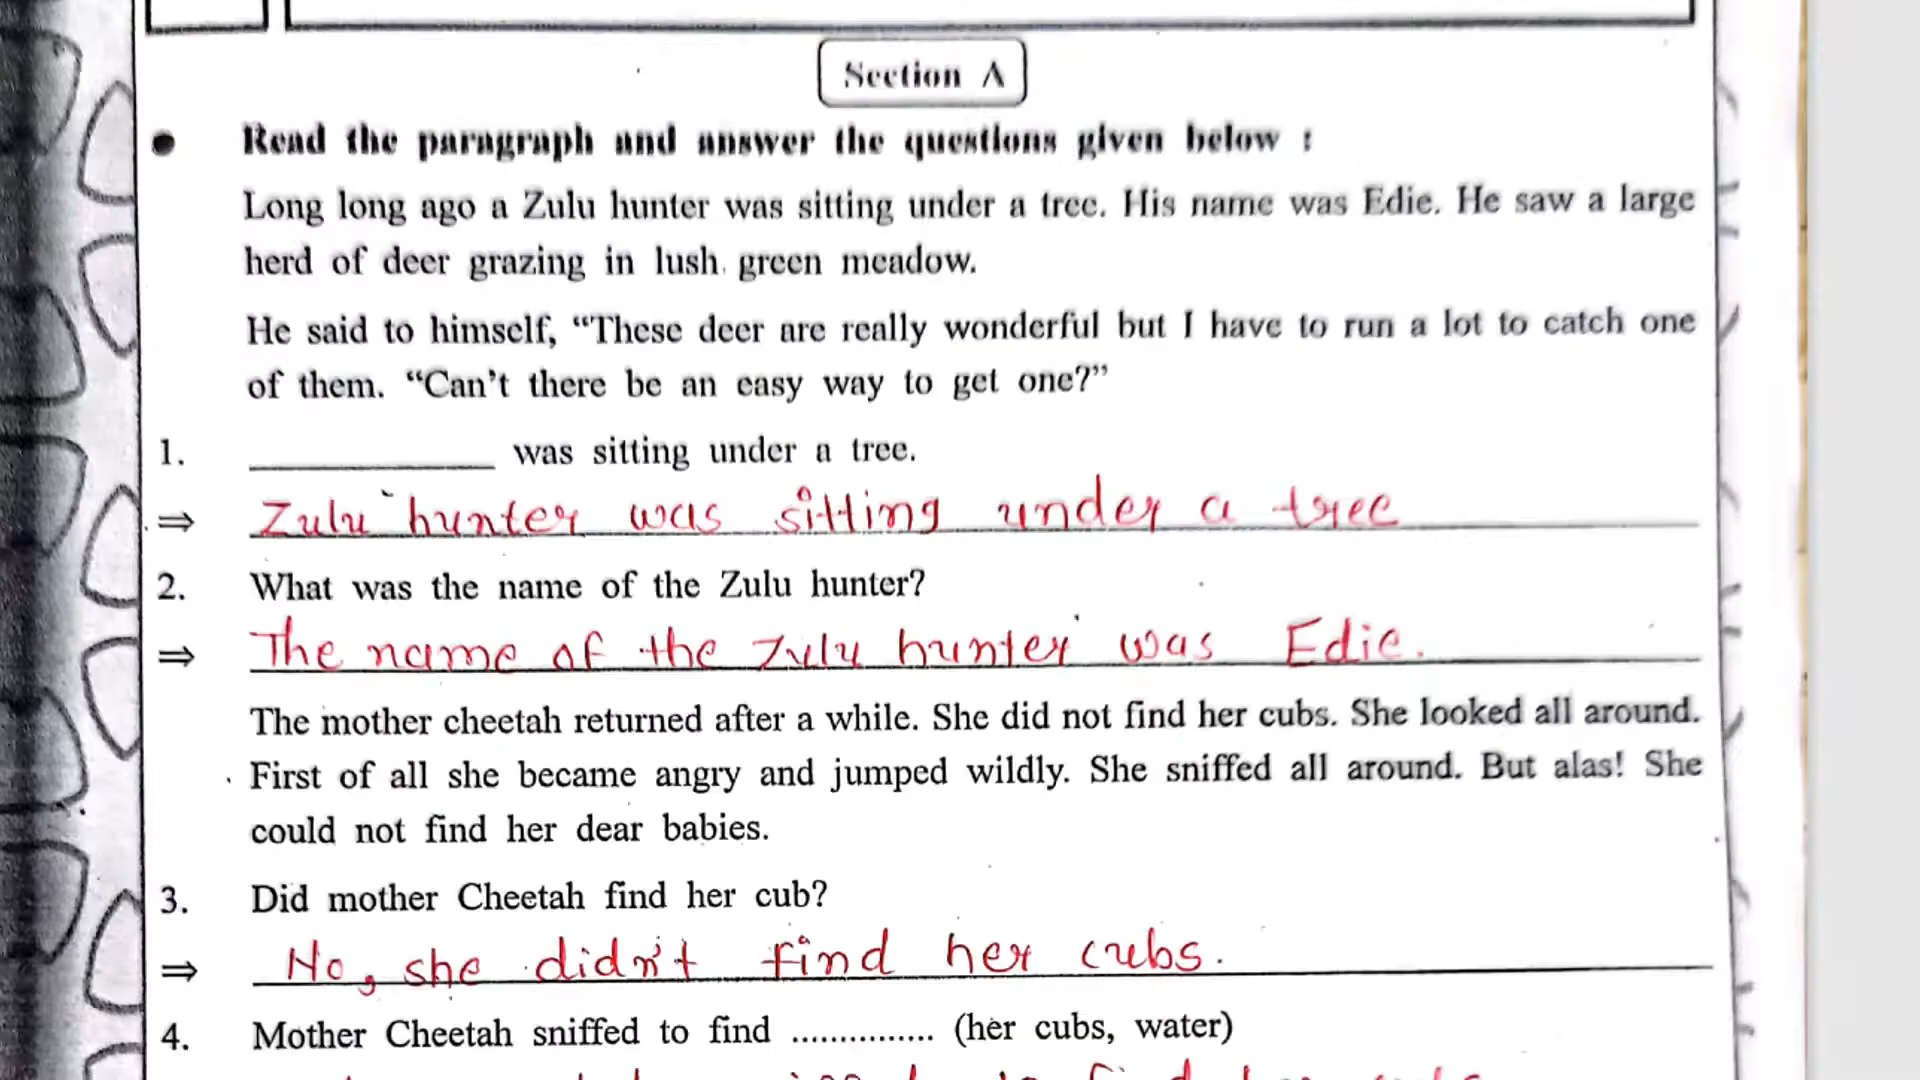 Section A
• Read the paragraph and answer the questions given below :
Long long ago a Zulu hunter was sitting under a tree. His name was Edie. He saw a large
herd of deer grazing in lush green meadow.
He said to himself, “These deer are really wonderful but I have to run a lot to catch one
of them. “Can’t there be an easy way to get one?”
1. ____________ was sitting under a tree.
⇒ Zulu hunter was sitting under a tree
2. What was the name of the Zulu hunter?
⇒ The name of the Zulu hunter was Edie.
The mother cheetah returned after a while. She did not find her cubs. She looked all around.
First of all she became angry and jumped wildly. She sniffed all around. But alas! She
could not find her dear babies.
3. Did mother Cheetah find her cub?
⇒ No, she didn't find her cubs.
4. Mother Cheetah sniffed to find ............... (her cubs, water)